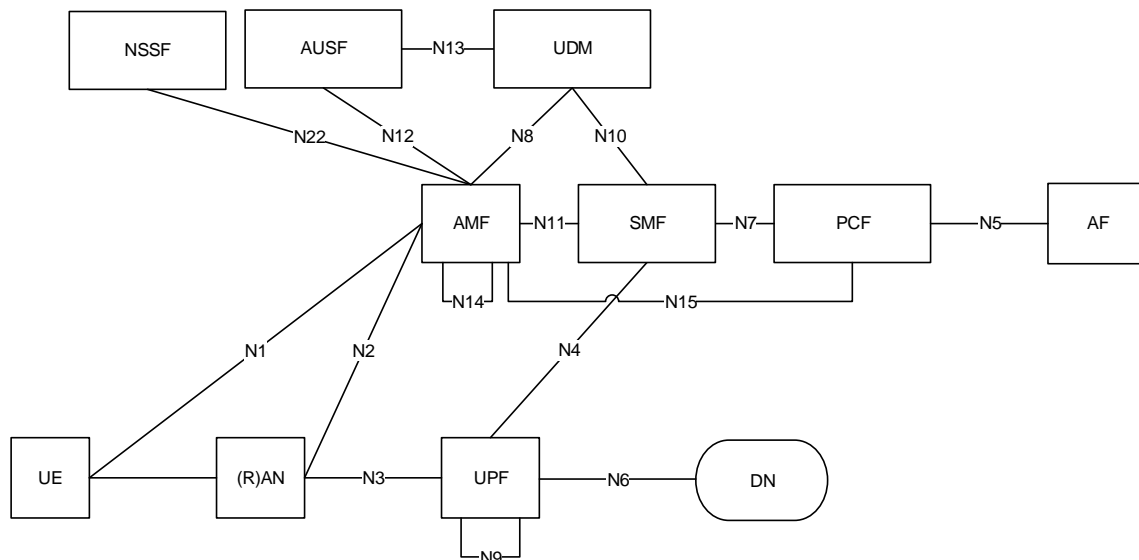 NSSF
AUSF
N13
UDM
N22
N12
N8
N10
AMF
N11
SMF
N7
PCF
N5
AF
N14
N15
N1
N2
N4
UE
(R)AN
N3
UPF
N6
DN
N9